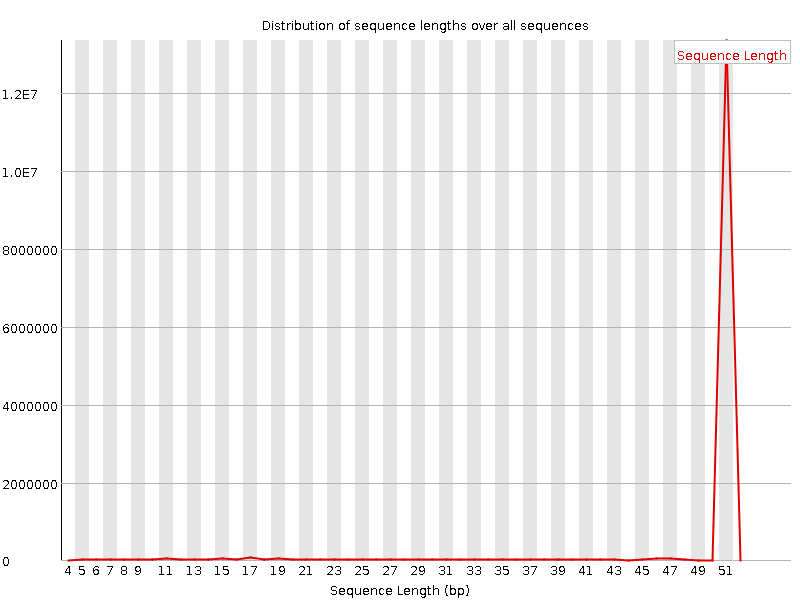 Distribution of sequence lengths over all sequences
Sequence Length
1.2E7
1.0E7
8000000
6000000
4000000
2000000
0
4 5 6 7 8 9 11 13 15 17 19 21 23 25 27 29 31 33 35 37 39 41 43 45 47 49 51
Sequence Length (bp)